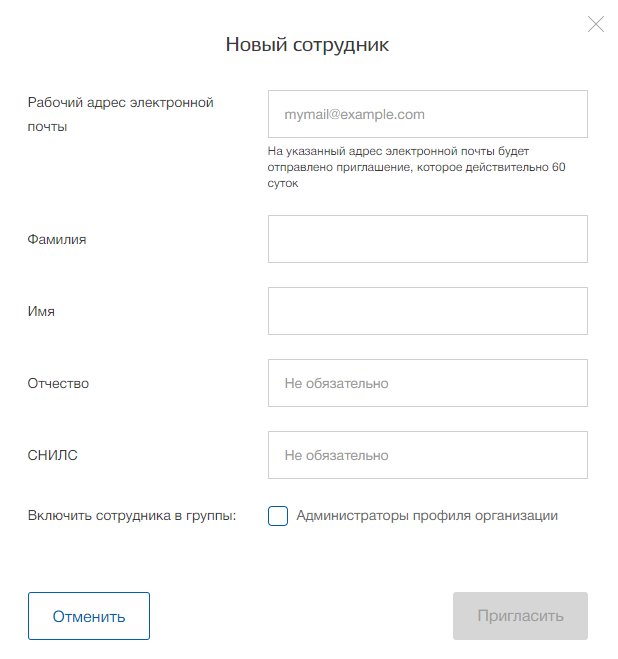 Новый сотрудник
Рабочий адрес электронной
почты
mymail@example.com
На указанный адрес электронной почты будет
отправлено приглашение, которое действительно 60
суток
Фамилия
Имя
Отчество
Не обязательно
СНИЛС
Не обязательно
Включить сотрудника в группы:
Администраторы профиля организации
Отменить
Пригласить